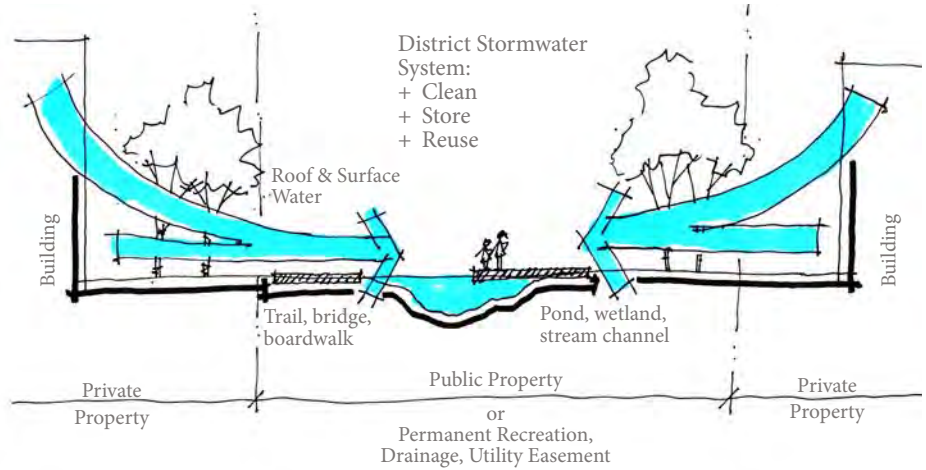 District Stormwater
System:
+ Clean
+ Store
+ Reuse
Roof & Surface
Water
Building
Building
Trail, bridge,
boardwalk
Pond, wetland,
stream channel
Private
Property
Public Property
or
Permanent Recreation,
Drainage, Utility Easement
Private
Property